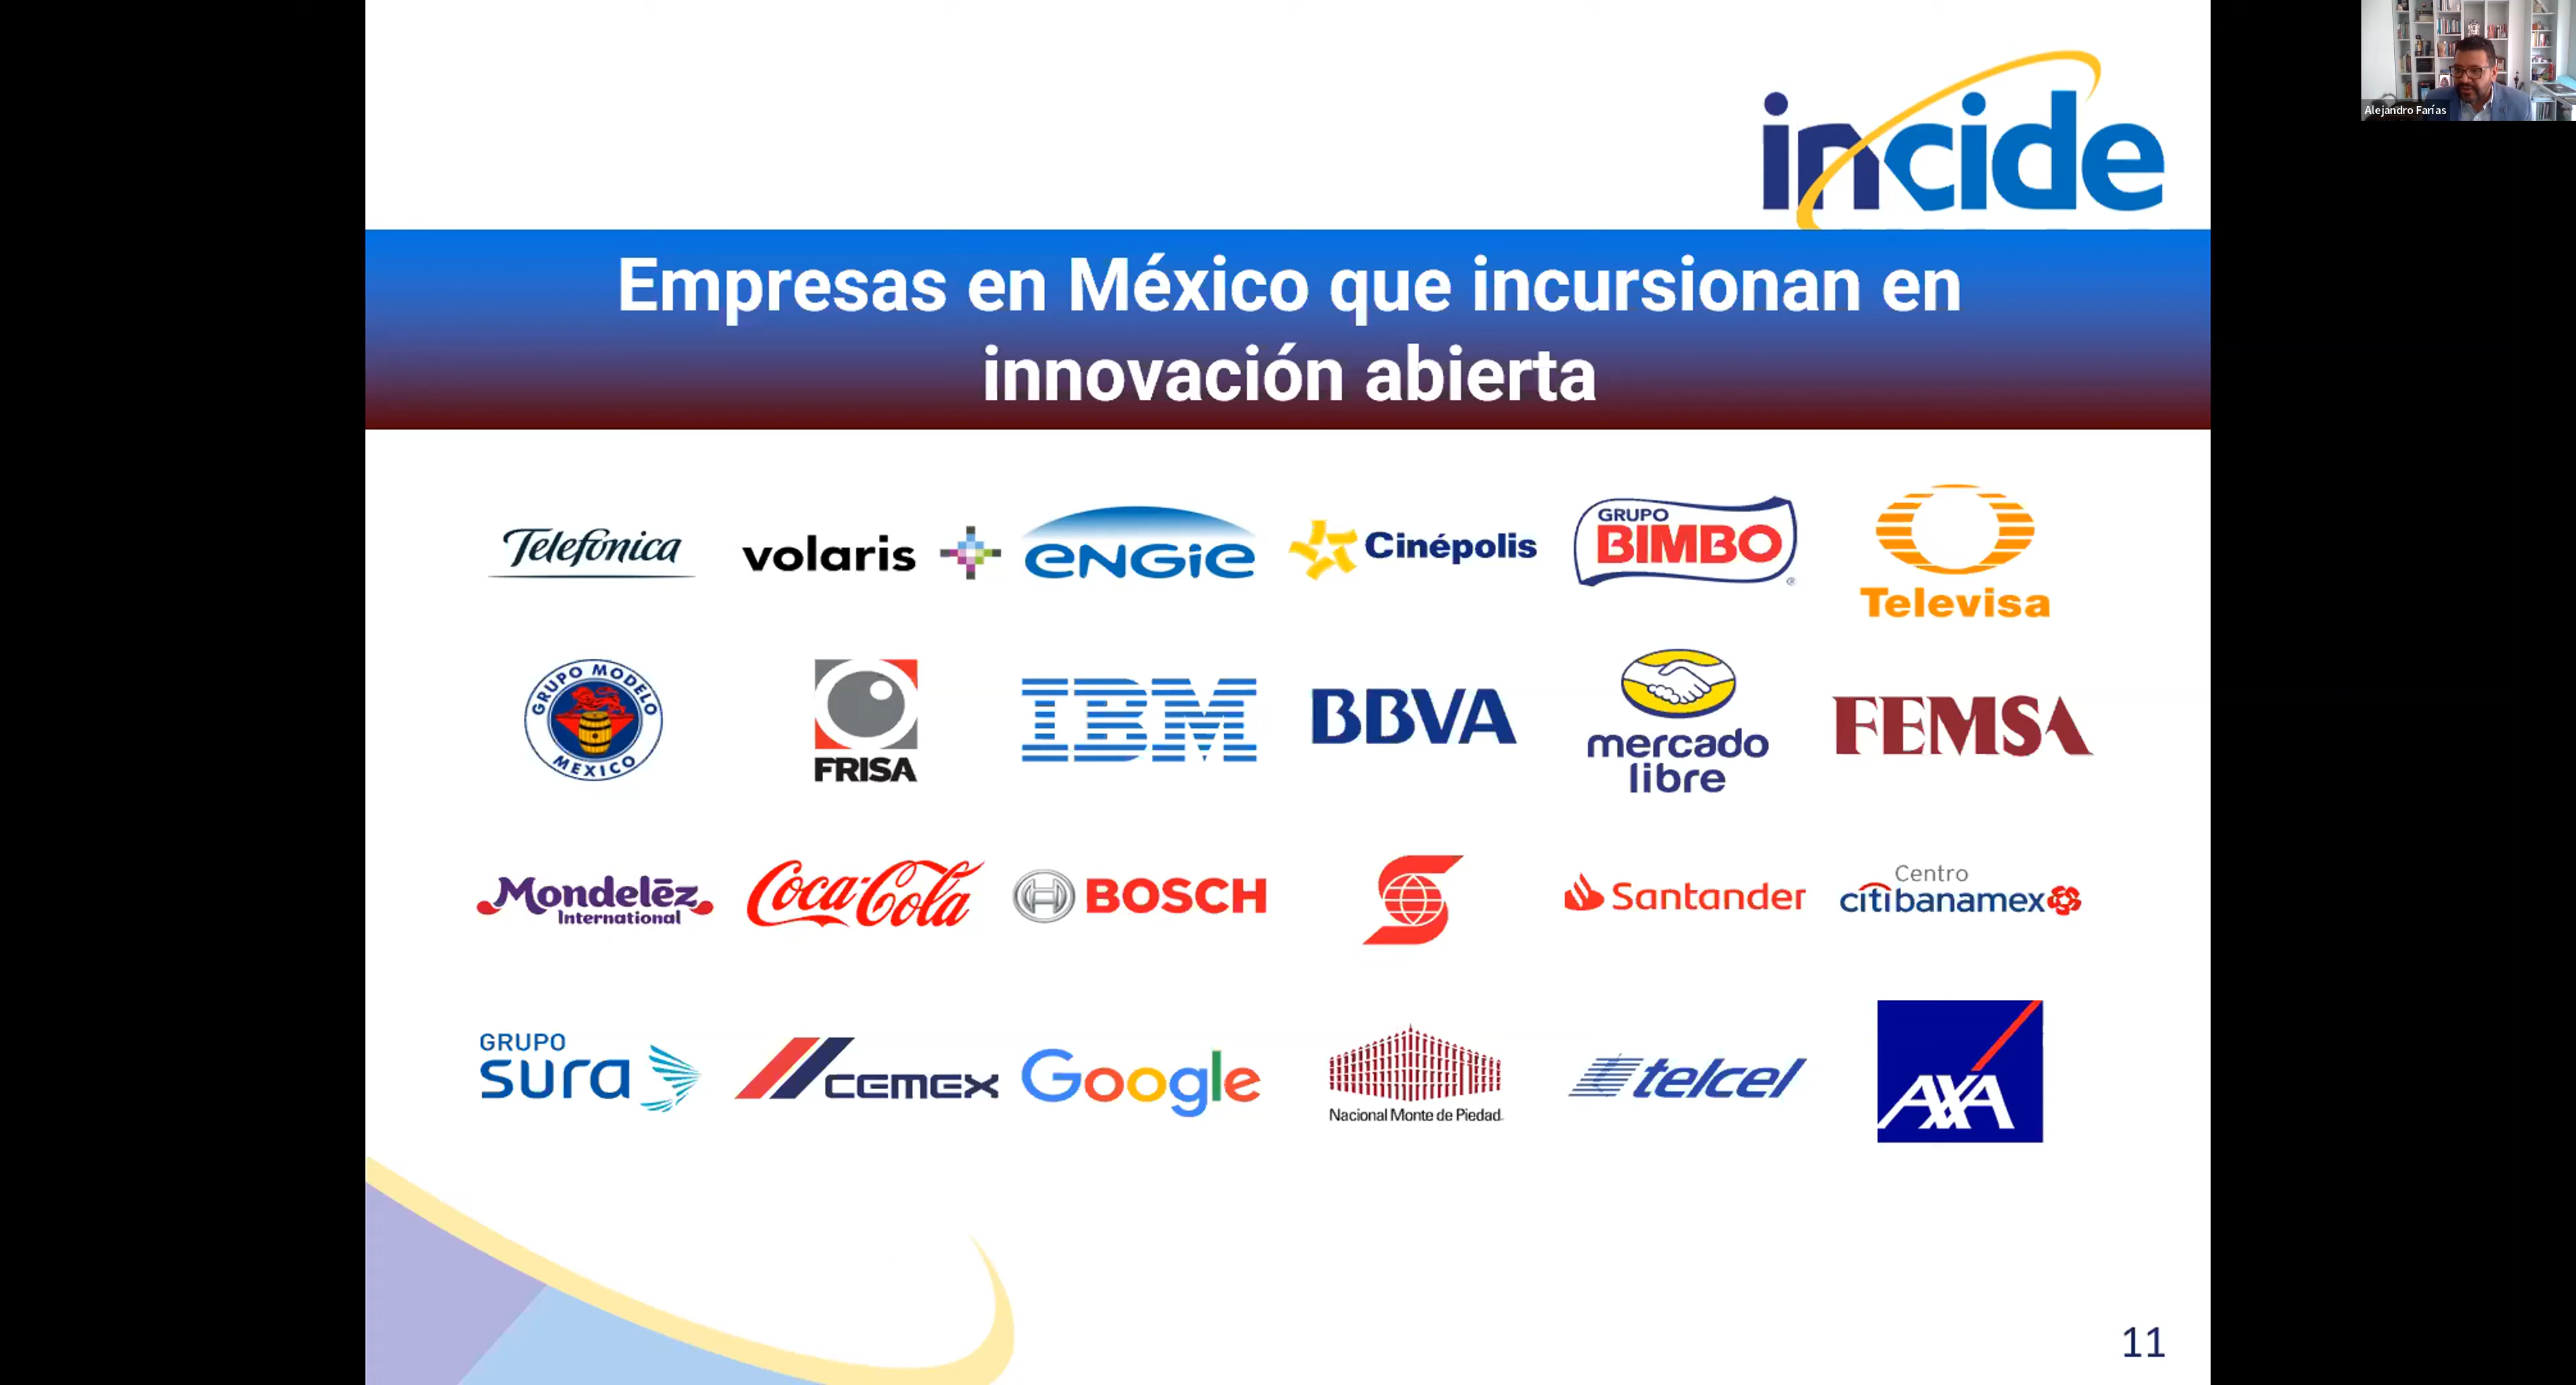 incide
Alejandro Farías
Empresas en México que incursionan en
innovación abierta
Telefónica
volaris
ENGIE
Cinépolis
GRUPO
BIMBO
®
Televisa
GRUPO MODELO
MEXICO
FRISA
IBM
BBVA
mercado
libre
FEMSA
Mondelēz
International
Coca-Cola
BOSCH
Santander
Centro
citibanamex
GRUPO
sura
CEMEX
Google
Nacional Monte de Piedad
telcel
AXA
11